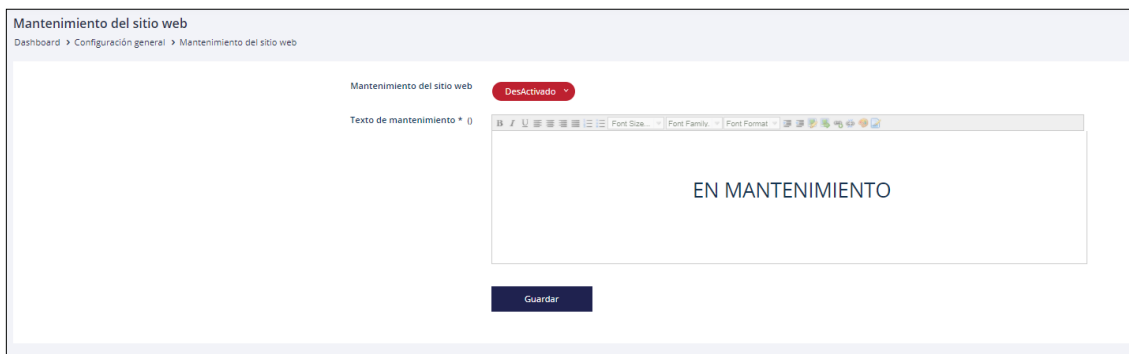 Mantenimiento del sitio web
Dashboard > Configuración general > Mantenimiento del sitio web
Mantenimiento del sitio web DesActivado
Texto de mantenimiento * ()
B I U Font Size... Font Family. Font Format
EN MANTENIMIENTO
Guardar